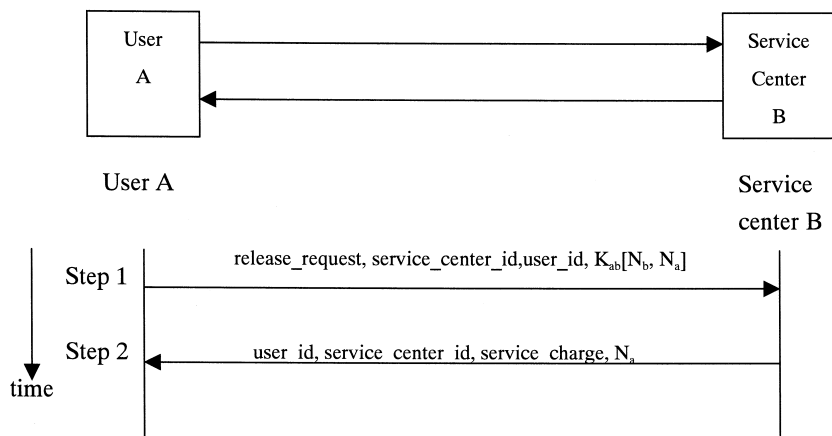 User
A
Service
Center
B
User A
Service
center B
release_request, service_center_id,user_id, K_ab[N_b, N_a]
Step 1
Step 2
user_id, service_center_id, service_charge, N_a
time